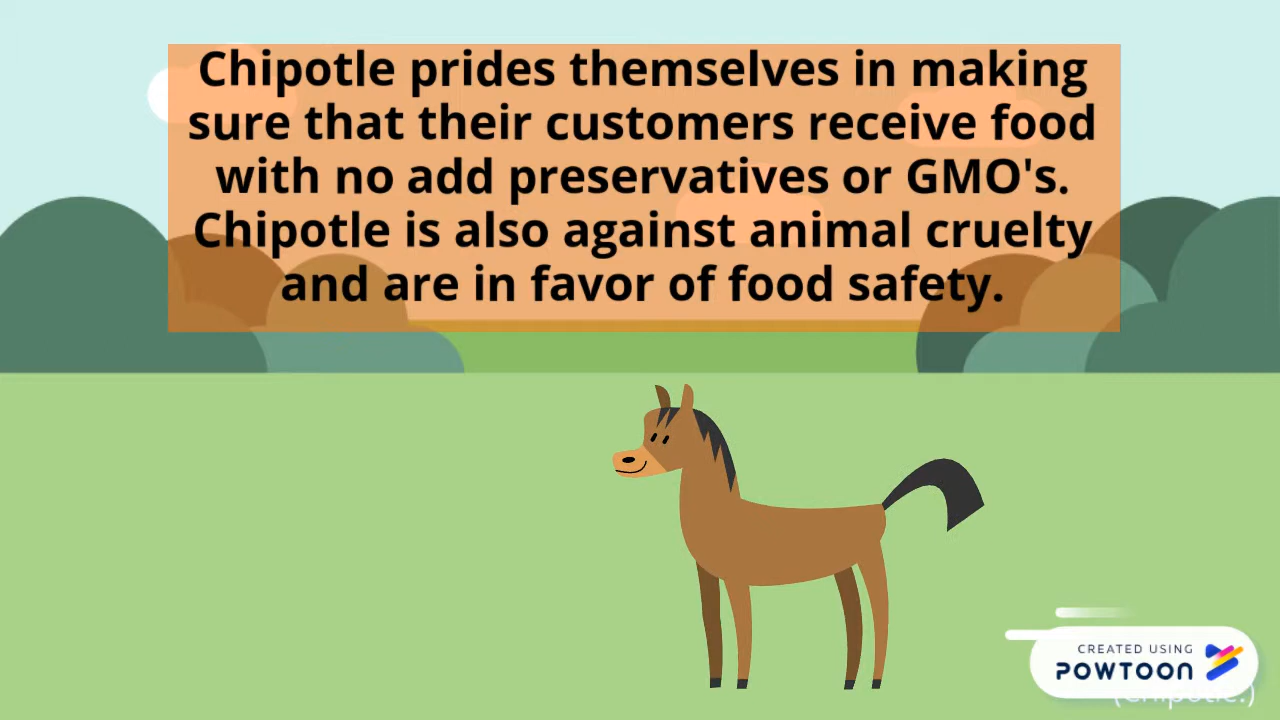 Chipotle prides themselves in making
sure that their customers receive food
with no add preservatives or GMO's.
Chipotle is also against animal cruelty
and are in favor of food safety.
CREATED USING
POWTOON
(Chipotle.)